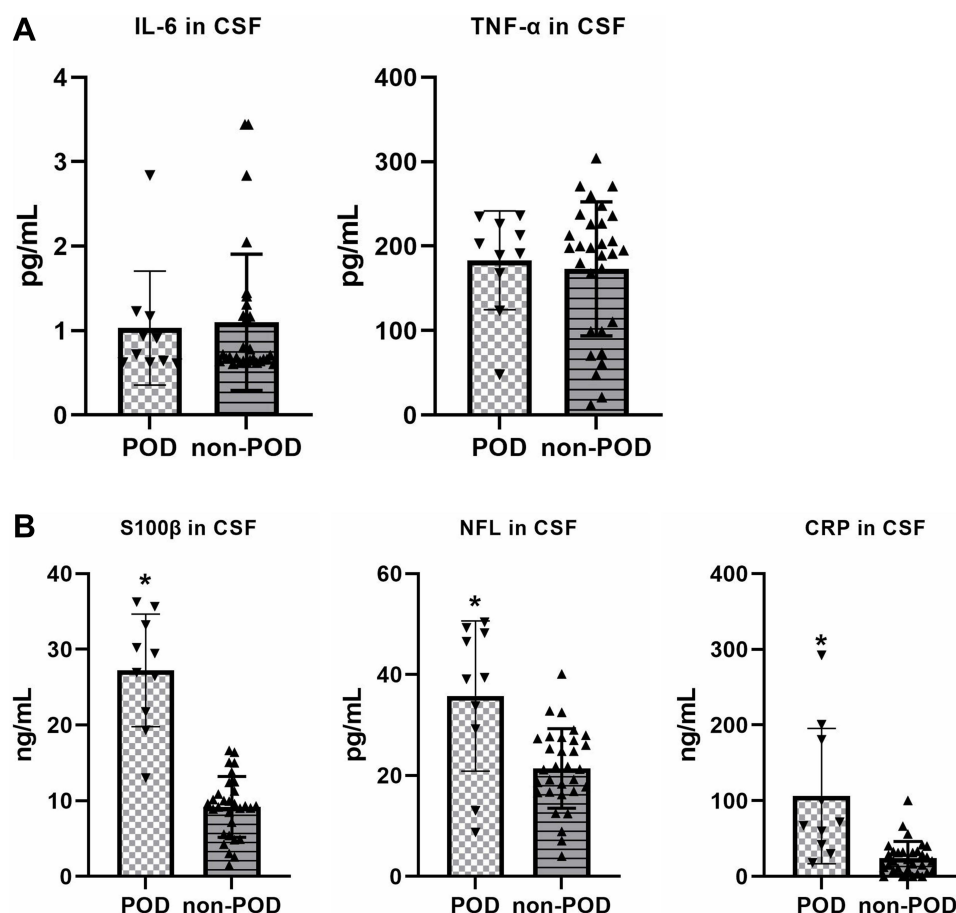 A
IL-6 in CSF
TNF-α in CSF
pg/mL
4
3
2
1
0
POD non-POD
pg/mL
400
300
200
100
0
POD non-POD
B
S100β in CSF
NFL in CSF
CRP in CSF
ng/mL
40
30
20
10
0
*
POD non-POD
pg/mL
60
40
20
0
*
POD non-POD
ng/mL
400
300
200
100
0
*
POD non-POD